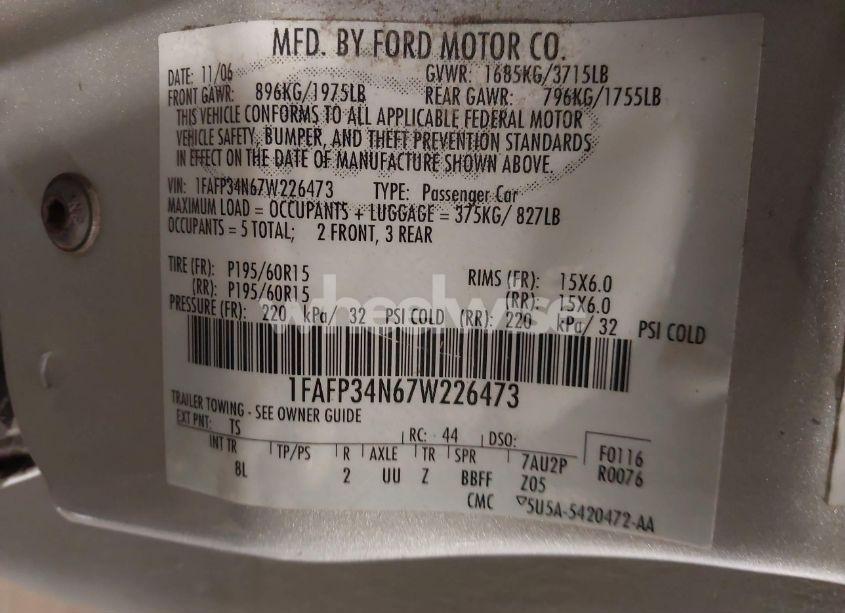 MFD. BY FORD MOTOR CO.
DATE: 11/06 GVWR: 1685KG/3715LB
FRONT GAWR: 896KG/1975LB REAR GAWR: 796KG/1755LB
THIS VEHICLE CONFORMS TO ALL APPLICABLE FEDERAL MOTOR
VEHICLE SAFETY, BUMPER, AND THEFT PREVENTION STANDARDS
IN EFFECT ON THE DATE OF MANUFACTURE SHOWN ABOVE.
VIN: 1FAFP34N67W226473 TYPE: Passenger Car
MAXIMUM LOAD = OCCUPANTS + LUGGAGE = 375KG/ 827LB
OCCUPANTS = 5 TOTAL; 2 FRONT, 3 REAR
TIRE (FR): P195/60R15 RIMS (FR): 15X6.0
(RR): P195/60R15 (RR): 15X6.0
PRESSURE (FR): 220 kPa/ 32 PSI COLD (RR): 220 kPa/ 32 PSI COLD
wheelwise
1FAFP34N67W226473
TRAILER TOWING - SEE OWNER GUIDE
EXT PNT: TS RC: 44 DSO: F0116
INT TR TP/PS R AXLE TR SPR 7AU2P R0076
8L 2 UU Z BBFF Z05
CMC 5U5A-5420472-AA